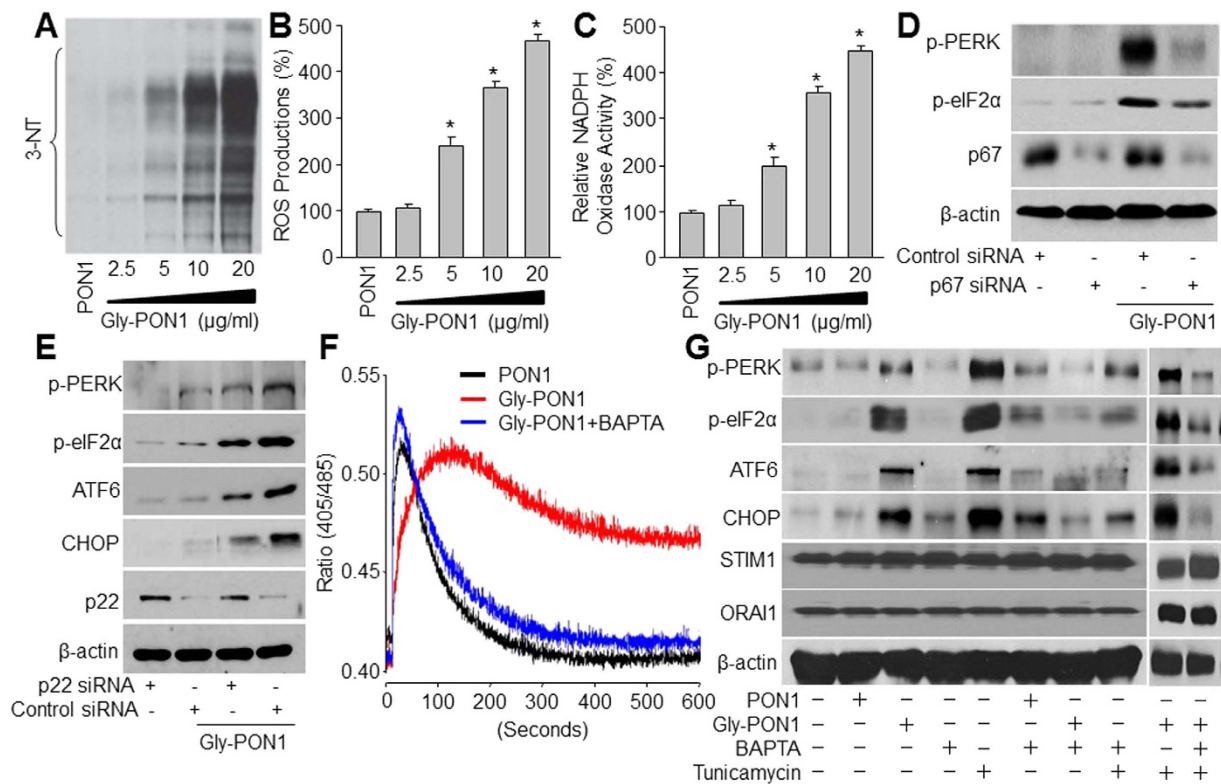 A
3-NT
PON1
2.5
5
10
20
Gly-PON1 (µg/ml)
B
ROS Productions (%)
500
400
300
200
100
0
*
*
*
PON1
2.5
5
10
20
Gly-PON1 (µg/ml)
C
Relative NADPH
Oxidase Activity (%)
500
400
300
200
100
0
*
*
*
PON1
2.5
5
10
20
Gly-PON1 (µg/ml)
D
p-PERK
p-eIF2α
p67
β-actin
Control siRNA + - + -
p67 siRNA - + - +
Gly-PON1
E
p-PERK
p-eIF2α
ATF6
CHOP
p22
β-actin
p22 siRNA + - + -
Control siRNA - + - +
Gly-PON1
F
Ratio (405/485)
0.55
0.50
0.45
0.40
PON1
Gly-PON1
Gly-PON1+BAPTA
0 100 200 300 400 500 600
(Seconds)
G
p-PERK
p-eIF2α
ATF6
CHOP
STIM1
ORAI1
β-actin
PON1 – + – – – + – – – –
Gly-PON1 – – + – – – + – + +
BAPTA – – – + – + + + – +
Tunicamycin – – – – + – – + + +